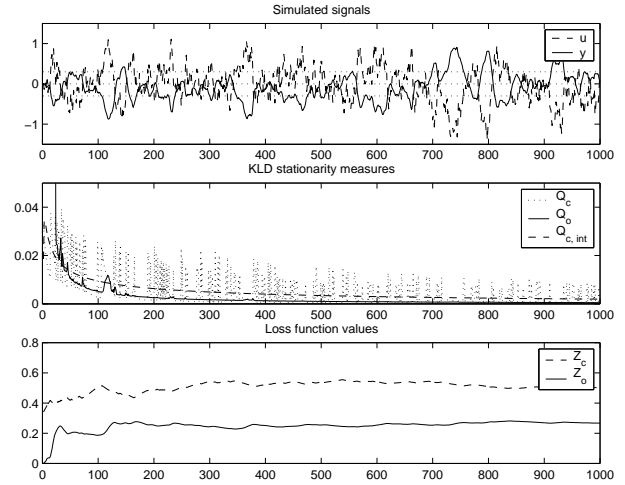 Simulated signals
1
0
−1
u
y
0 100 200 300 400 500 600 700 800 900 1000
KLD stationarity measures
0.04
0.02
0
Q_c
Q_o
Q_{c, int}
0 100 200 300 400 500 600 700 800 900 1000
Loss function values
0.8
0.6
0.4
0.2
0
Z_c
Z_o
0 100 200 300 400 500 600 700 800 900 1000